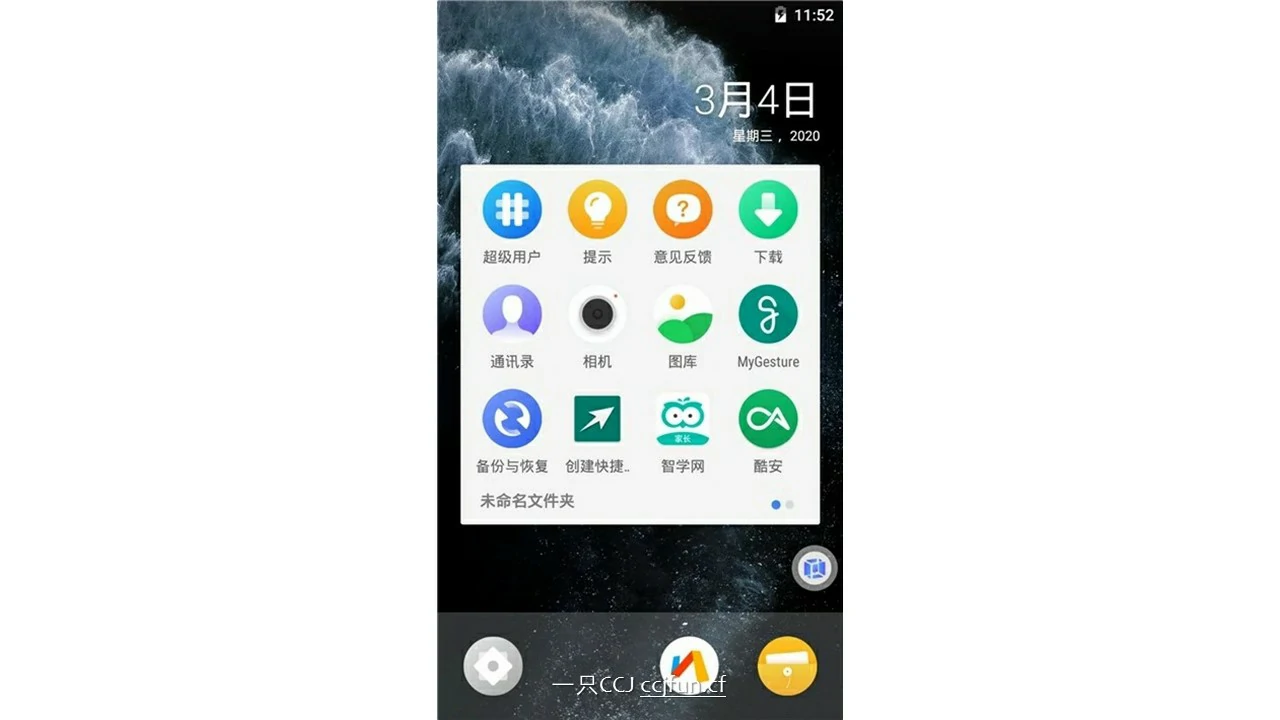 11:52
3月4日
星期三 ，2020
超级用户 提示 意见反馈 下载
通讯录 相机 图库 MyGesture
家长
备份与恢复 创建快捷.. 智学网 酷安
未命名文件夹
一只CCJ ccjfun.cf